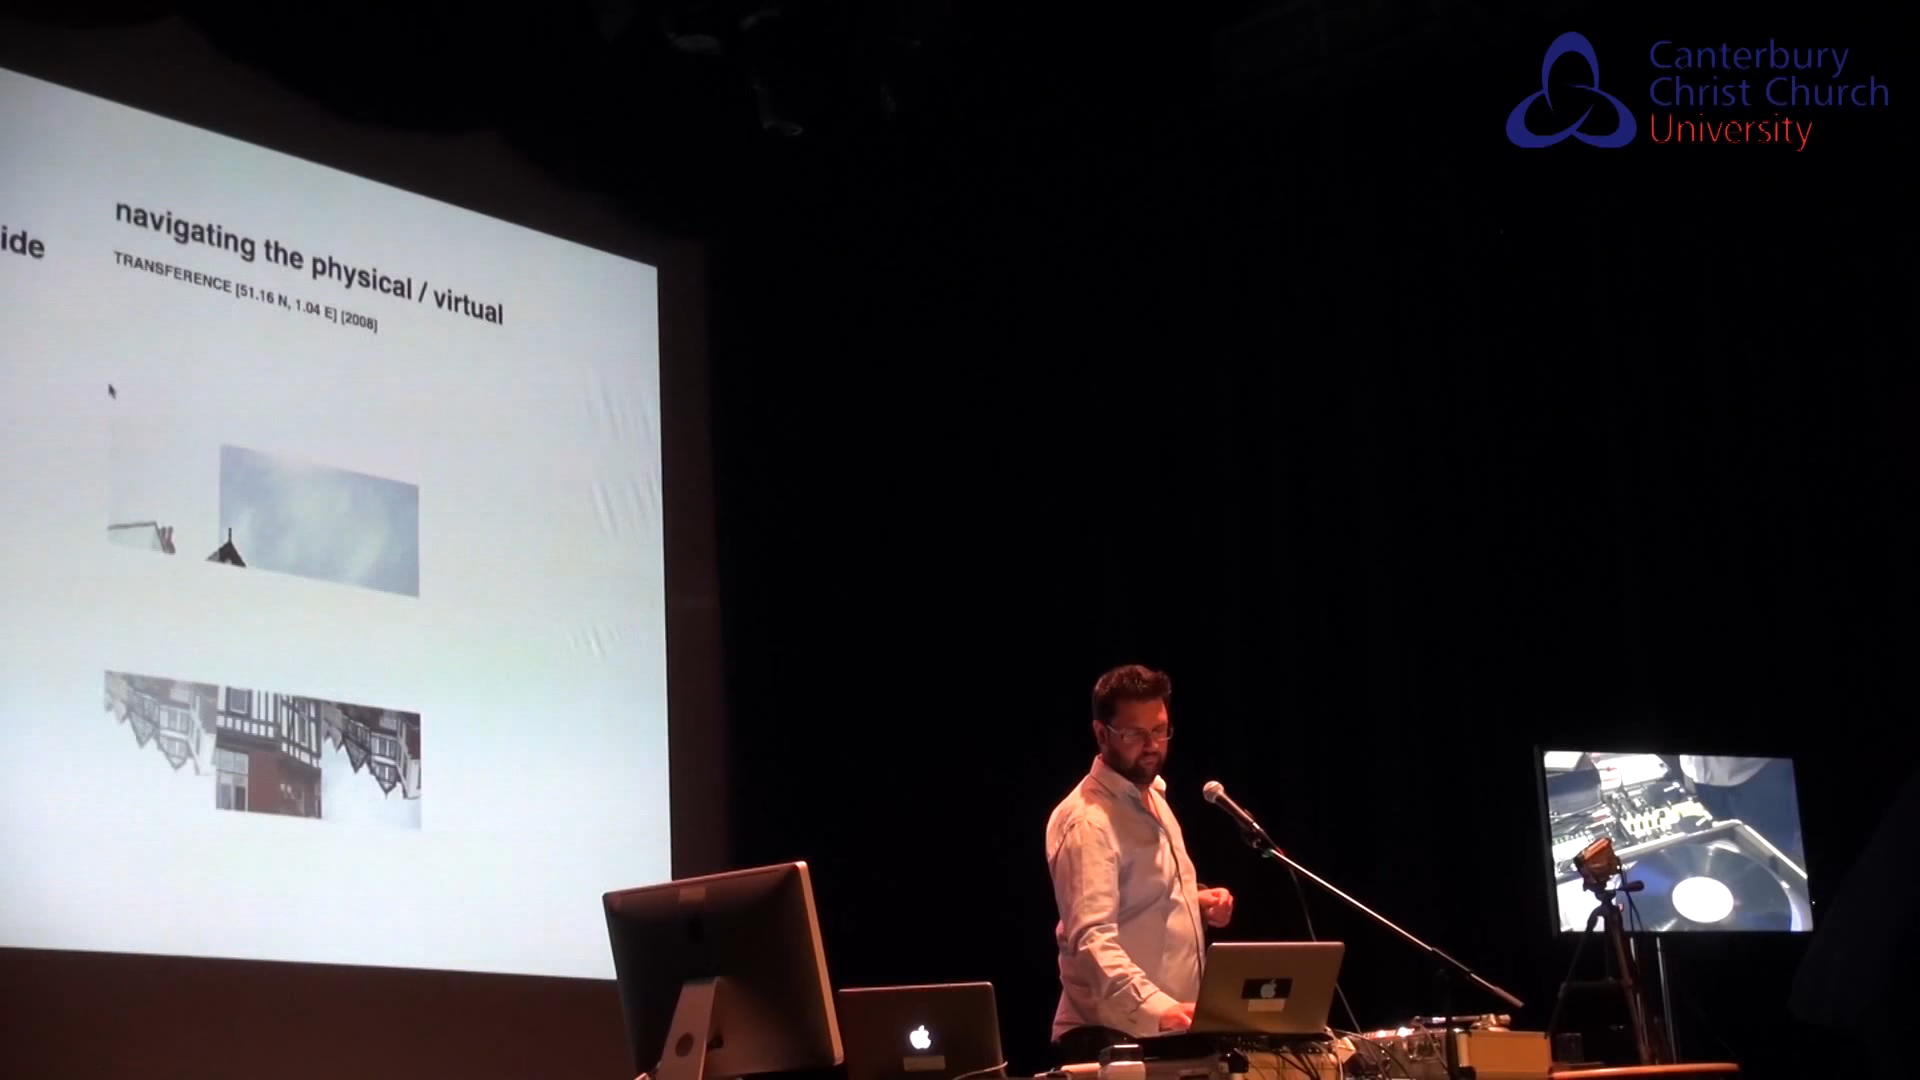 ide
navigating the physical / virtual
TRANSFERENCE [51.16 N, 1.04 E] [2008]
Canterbury
Christ Church
University